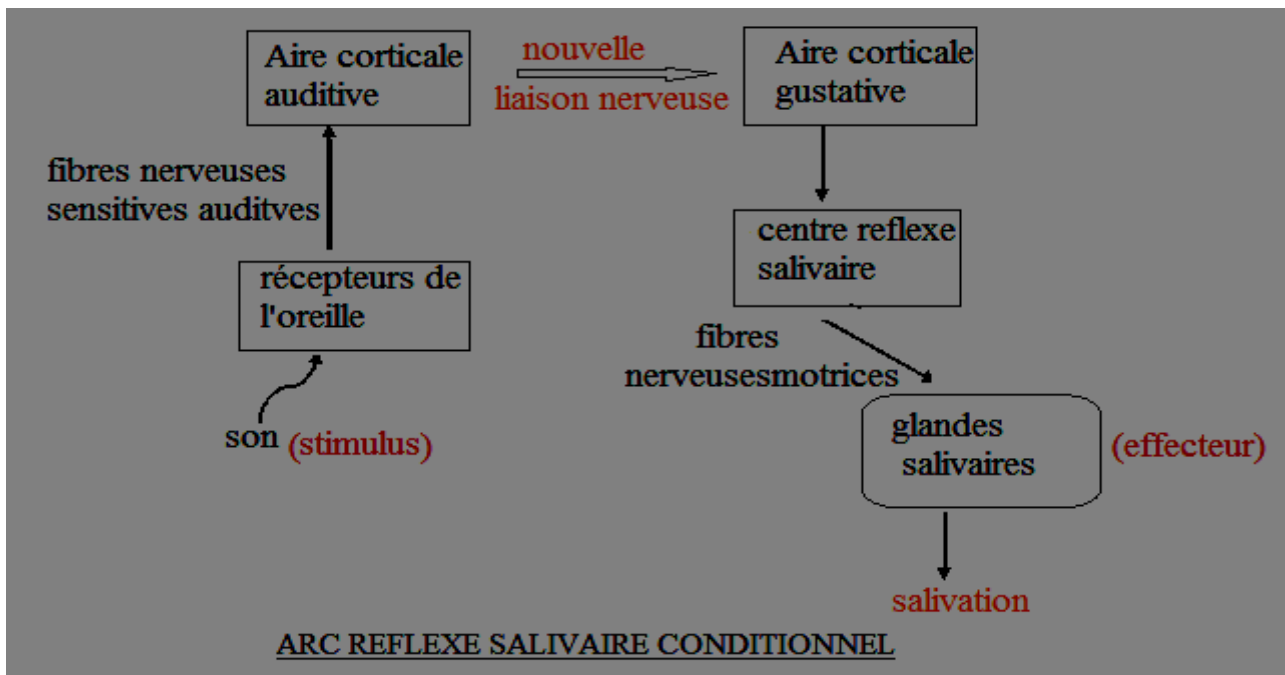 Aire corticale
auditive
nouvelle
liaison nerveuse
Aire corticale
gustative
fibres nerveuses
sensitives auditves
récepteurs de
l'oreille
son (stimulus)
centre reflexe
salivaire
fibres
nerveusesmotrices
glandes
salivaires
(effecteur)
salivation
ARC REFLEXE SALIVAIRE CONDITIONNEL